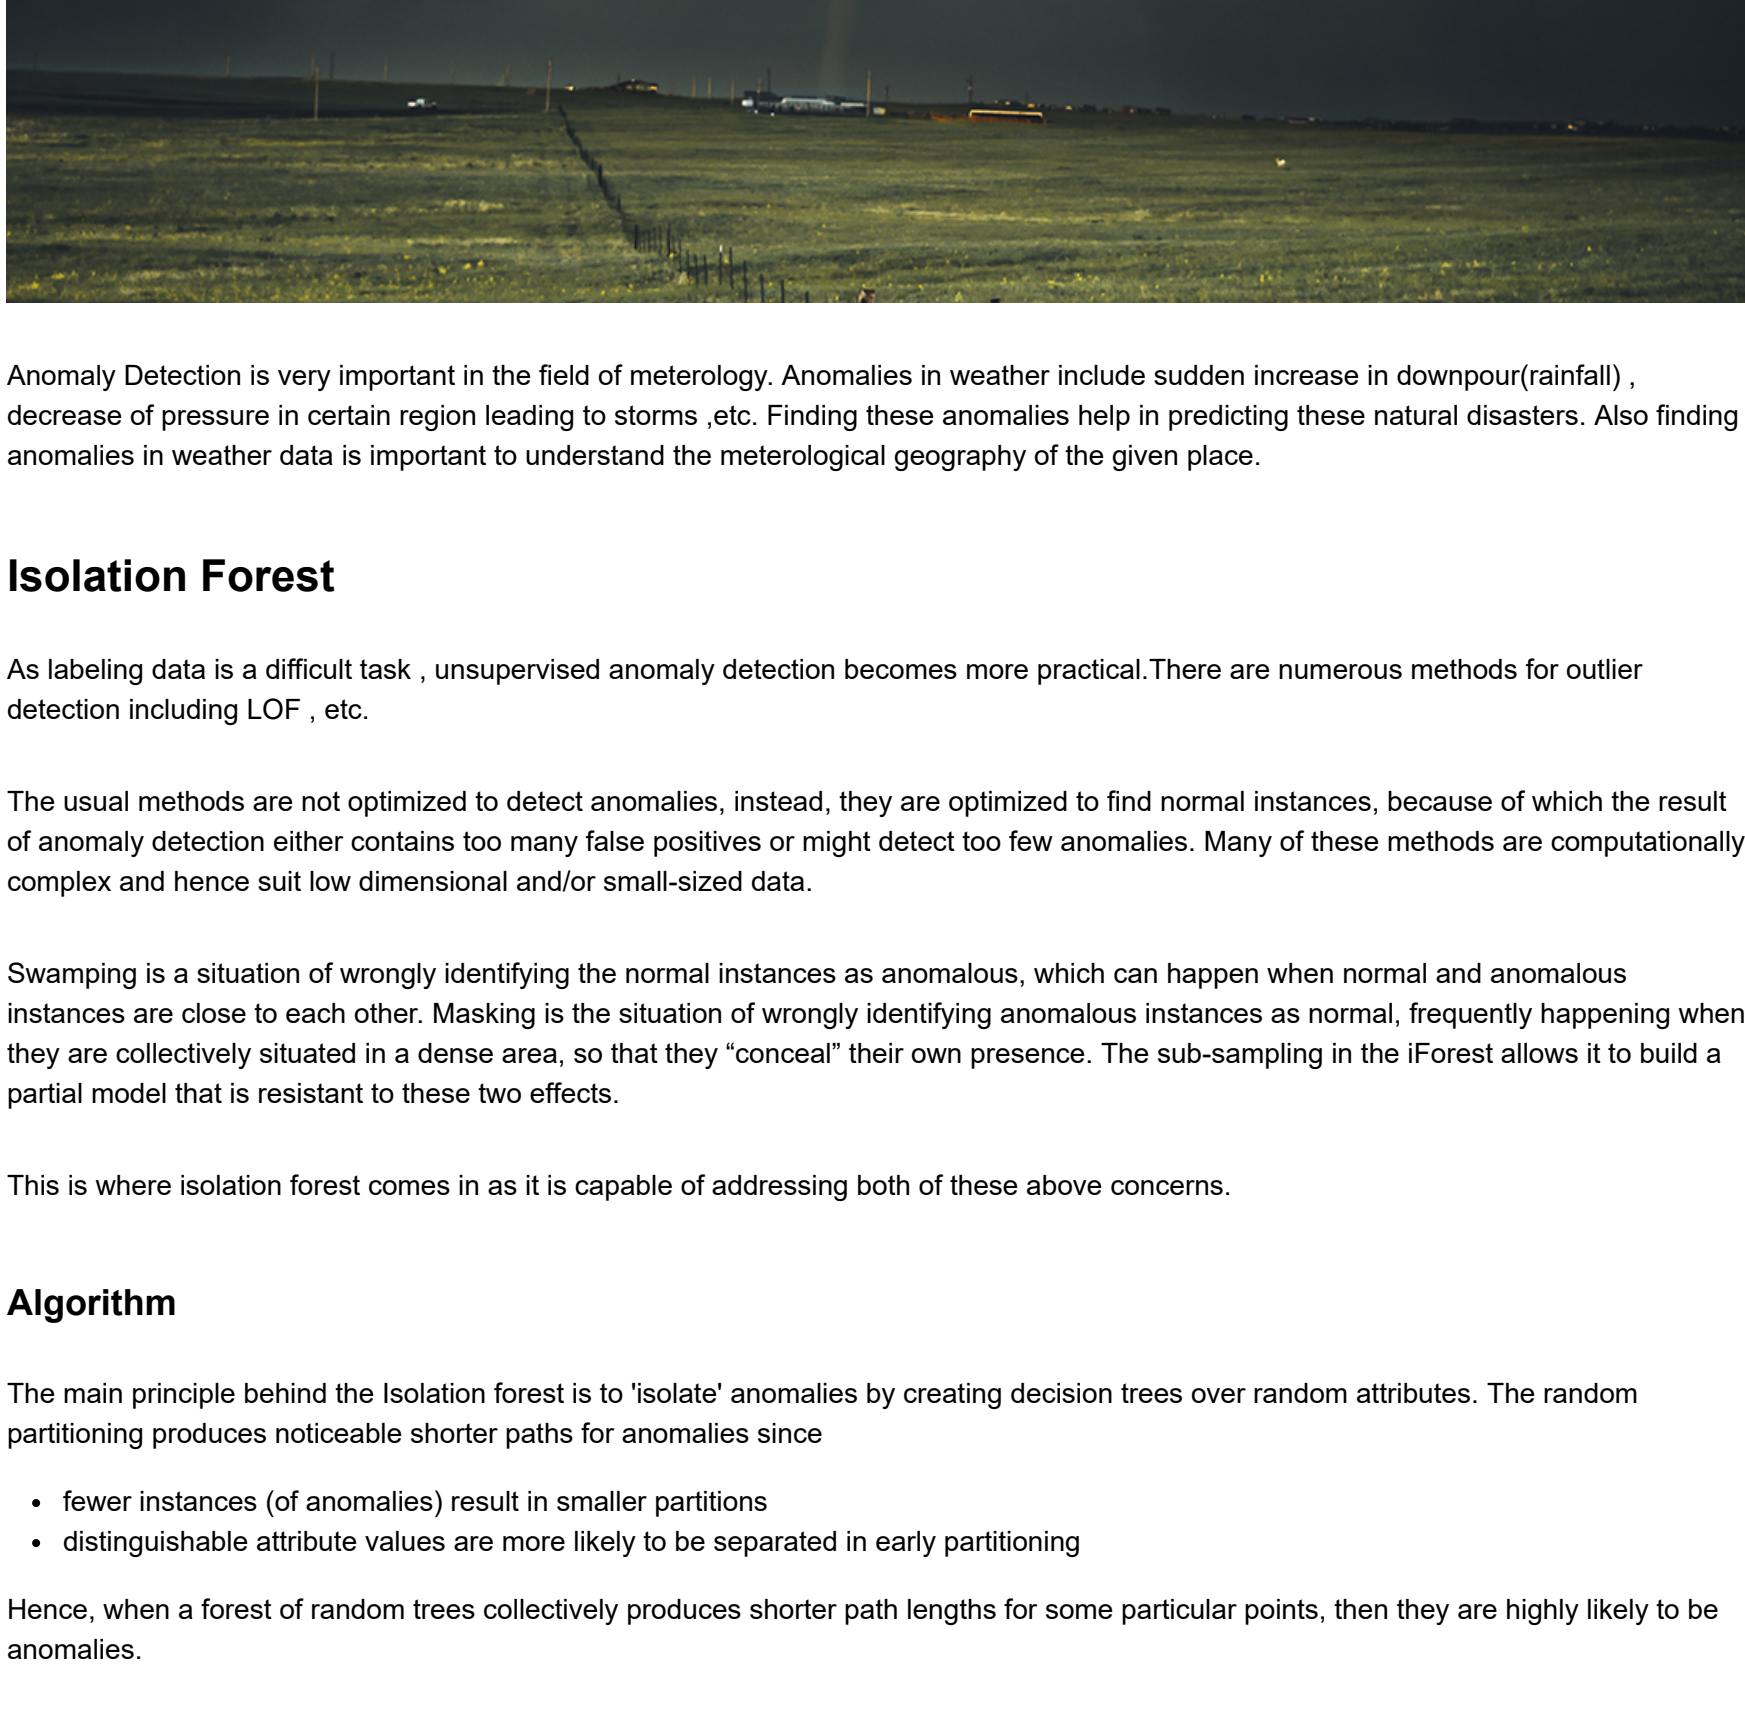 Anomaly Detection is very important in the field of meterology. Anomalies in weather include sudden increase in downpour(rainfall) ,
decrease of pressure in certain region leading to storms ,etc. Finding these anomalies help in predicting these natural disasters. Also finding
anomalies in weather data is important to understand the meterological geography of the given place.
Isolation Forest
As labeling data is a difficult task , unsupervised anomaly detection becomes more practical.There are numerous methods for outlier
detection including LOF , etc.
The usual methods are not optimized to detect anomalies, instead, they are optimized to find normal instances, because of which the result
of anomaly detection either contains too many false positives or might detect too few anomalies. Many of these methods are computationally
complex and hence suit low dimensional and/or small-sized data.
Swamping is a situation of wrongly identifying the normal instances as anomalous, which can happen when normal and anomalous
instances are close to each other. Masking is the situation of wrongly identifying anomalous instances as normal, frequently happening when
they are collectively situated in a dense area, so that they “conceal” their own presence. The sub-sampling in the iForest allows it to build a
partial model that is resistant to these two effects.
This is where isolation forest comes in as it is capable of addressing both of these above concerns.
Algorithm
The main principle behind the Isolation forest is to 'isolate' anomalies by creating decision trees over random attributes. The random
partitioning produces noticeable shorter paths for anomalies since
• fewer instances (of anomalies) result in smaller partitions
• distinguishable attribute values are more likely to be separated in early partitioning
Hence, when a forest of random trees collectively produces shorter path lengths for some particular points, then they are highly likely to be
anomalies.